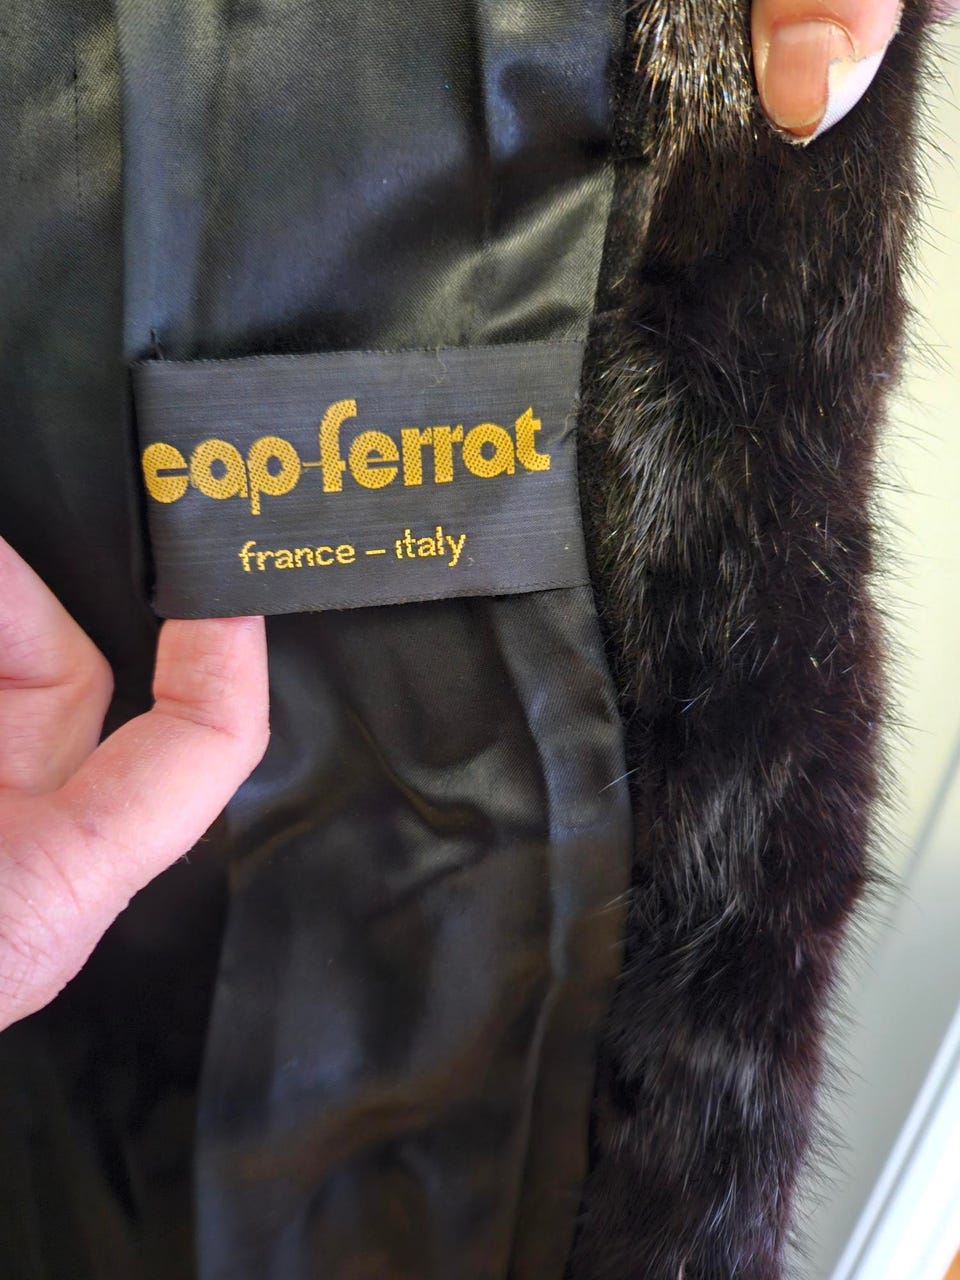 cap-ferrat
france – italy